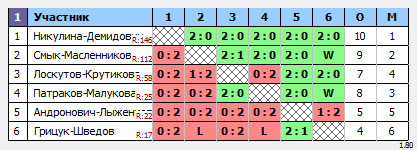 1 Участник 1 2 3 4 5 6 О М
1 Никулина-Демидов R:146 2:0 2:0 2:0 2:0 2:0 10 1
2 Смык-Масленников R:112 0:2 2:1 2:0 2:0 W 9 2
3 Лоскутов-Крутиков R:58 0:2 1:2 0:2 2:0 2:0 7 4
4 Патраков-Малукова R:25 0:2 0:2 2:0 2:0 W 8 3
5 Андронович-Лыжен R:22 0:2 0:2 0:2 0:2 1:2 5 5
6 Грицук-Шведов R:17 0:2 L 0:2 L 2:1 4 6